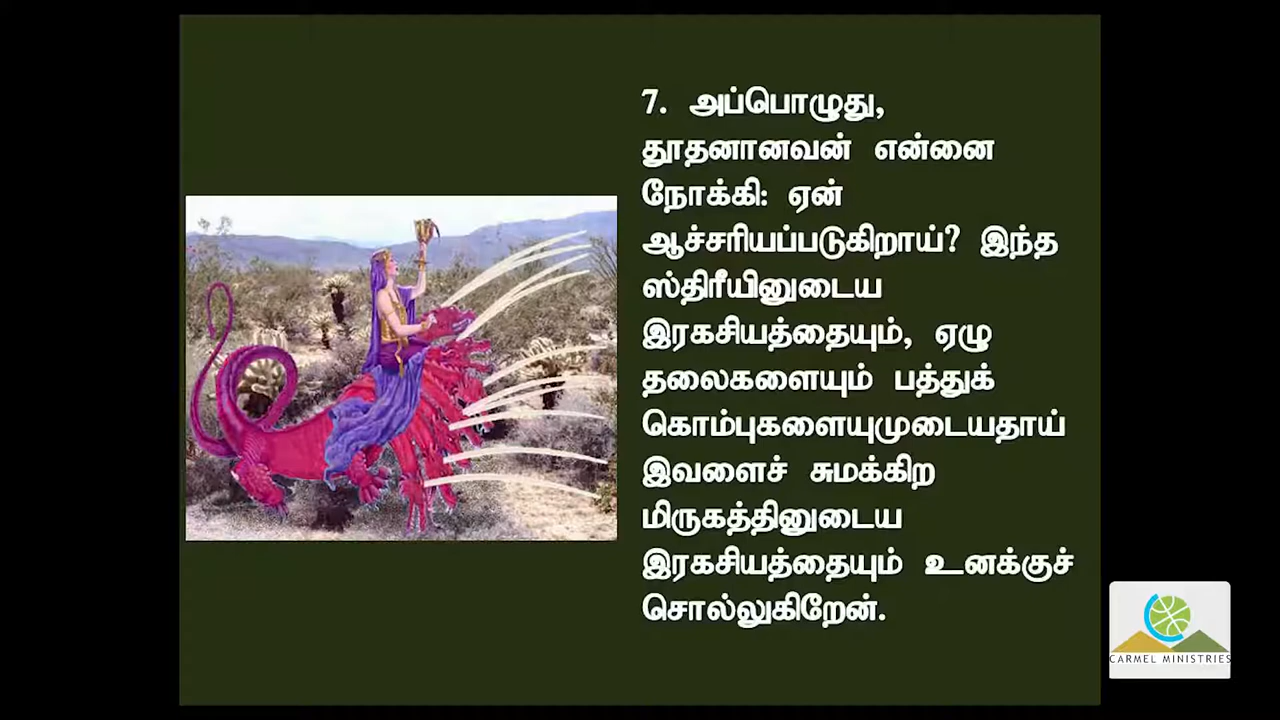 7. அப்பொழுது,
தூதனானவன் என்னை
நோக்கி: ஏன்
ஆச்சரியப்படுகிறாய்? இந்த
ஸ்திரீயினுடைய
இரகசியத்தையும், ஏழு
தலைகளையும் பத்துக்
கொம்புகளையுமுடையதாய்
இவளைச் சுமக்கிற
மிருகத்தினுடைய
இரகசியத்தையும் உனக்குச்
சொல்லுகிறேன்.
CARMEL MINISTRIES